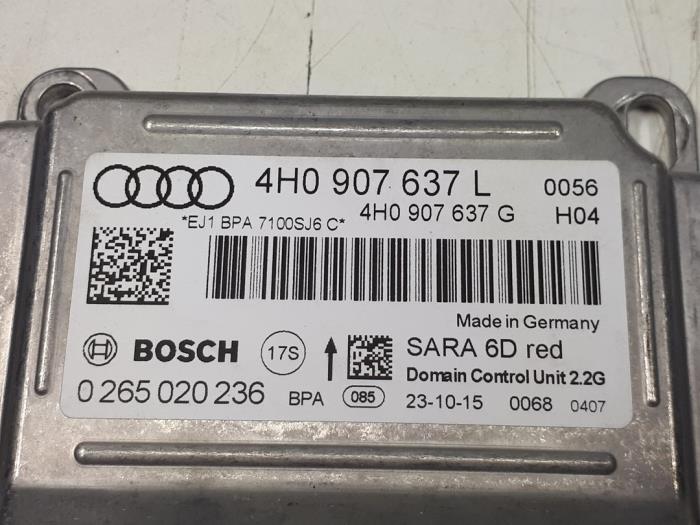 4H0 907 637 L 0056
*EJ1 BPA 7100SJ6 C* 4H0 907 637 G H04
Made in Germany
BOSCH 17S SARA 6D red
Domain Control Unit 2.2G
0 265 020 236 BPA 085 23-10-15 0068 0407